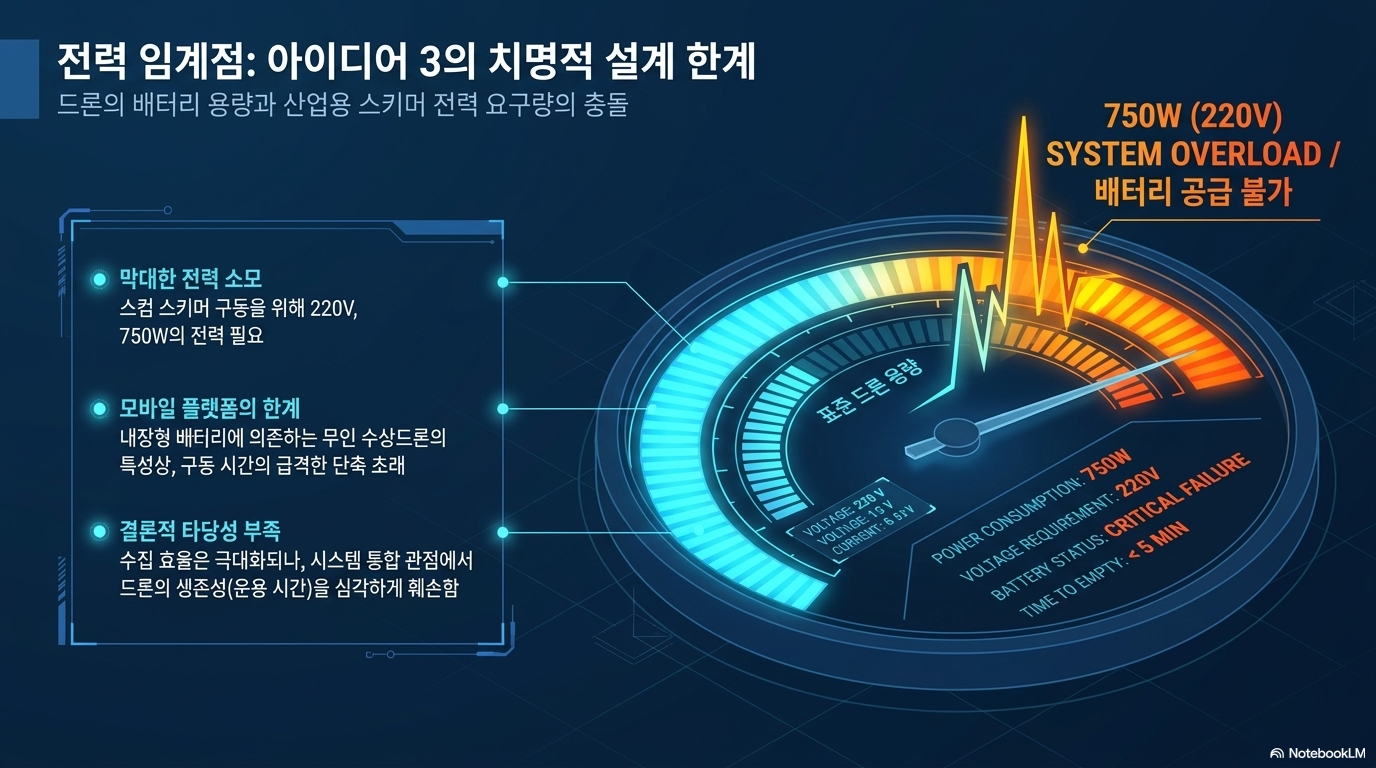 전력 임계점: 아이디어 3의 치명적 설계 한계
드론의 배터리 용량과 산업용 스키머 전력 요구량의 충돌
750W (220V)
SYSTEM OVERLOAD /
배터리 공급 불가
막대한 전력 소모
스컴 스키머 구동을 위해 220V,
750W의 전력 필요
모바일 플랫폼의 한계
내장형 배터리에 의존하는 무인 수상드론의
특성상, 구동 시간의 급격한 단축 초래
결론적 타당성 부족
수집 효율은 극대화되나, 시스템 통합 관점에서
드론의 생존성(운용 시간)을 심각하게 훼손함
표준 드론 용량
VOLTAGE:
VOLTAGE:
CURRENT:
POWER CONSUMPTION: 750W
VOLTAGE REQUIREMENT: 220V
BATTERY STATUS: CRITICAL FAILURE
TIME TO EMPTY: < 5 MIN
NotebookLM